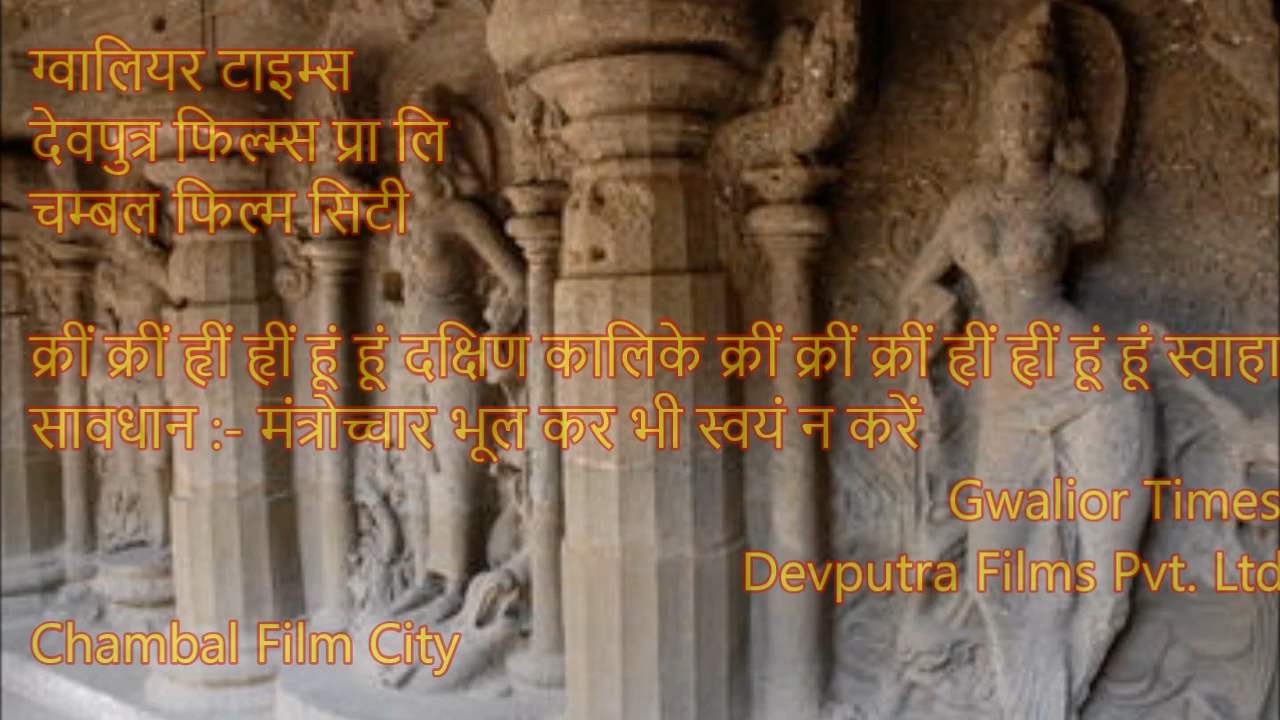 ग्वालियर टाइम्स
देवपुत्र फिल्म्स प्रा लि
चम्बल फिल्म सिटी
क्रीं क्रीं हृीं हृीं हूं हूं दक्षिण कालिके क्रीं क्रीं क्रीं हृीं हृीं हूं हूं स्वाहा
सावधान :- मंत्रोच्चार भूल कर भी स्वयं न करें
Gwalior Times
Devputra Films Pvt. Ltd
Chambal Film City